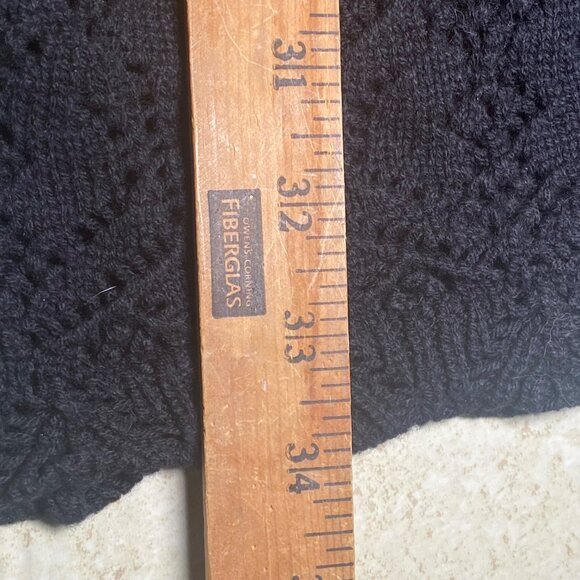 31
32
OWENS-CORNING
FIBERGLAS
33
34